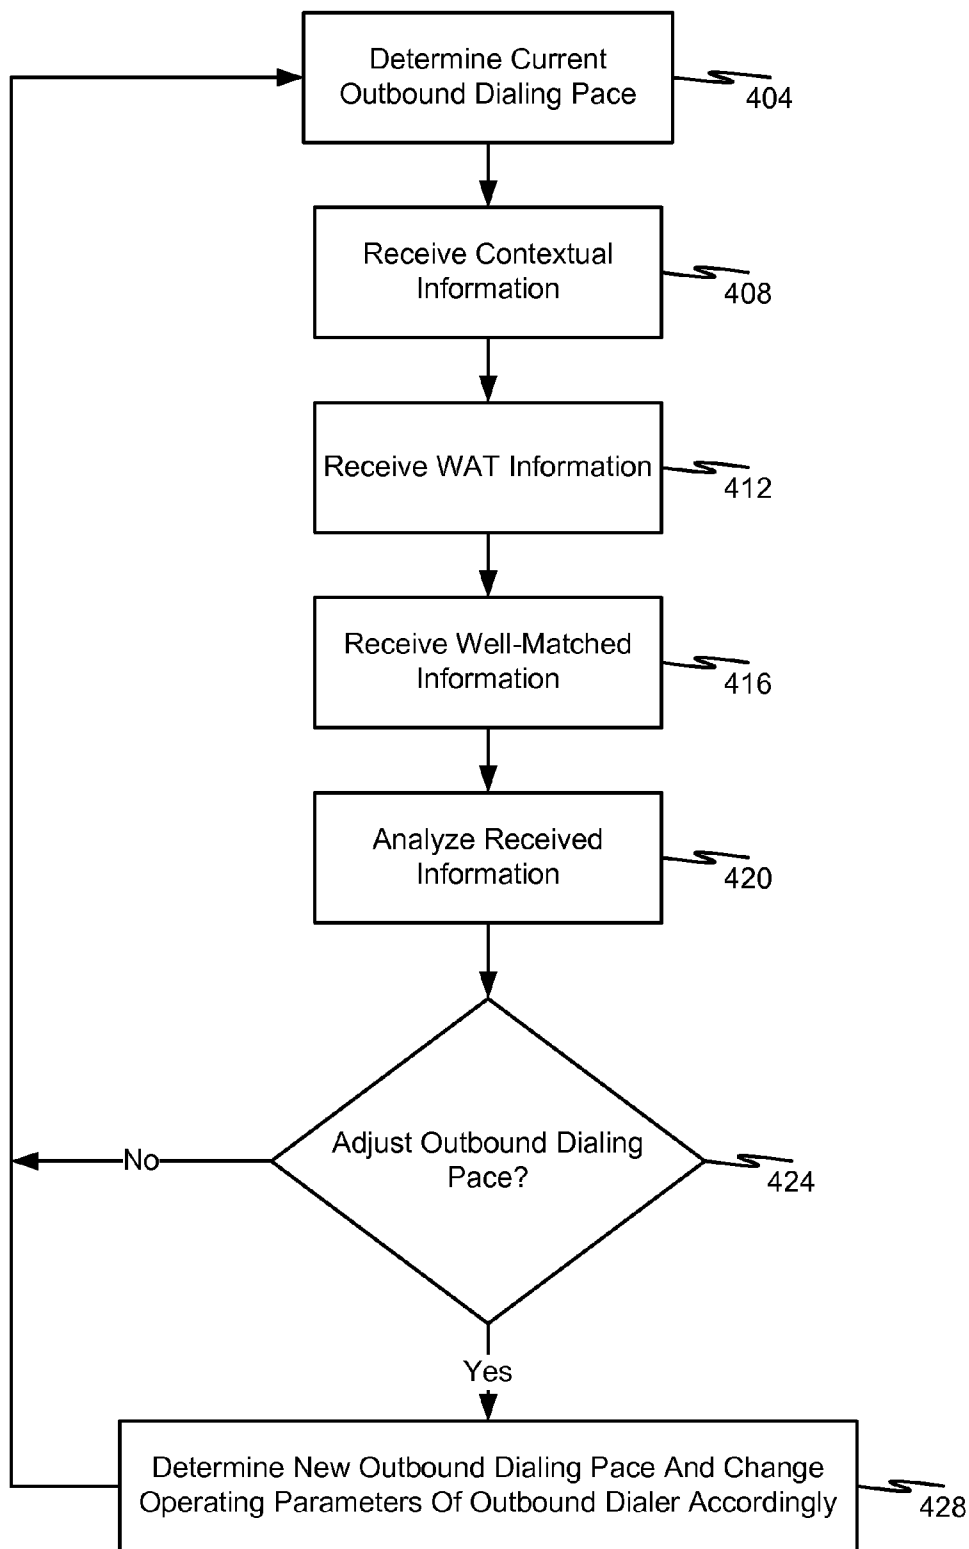 Determine Current
Outbound Dialing Pace
404
Receive Contextual
Information
408
Receive WAT Information
412
Receive Well-Matched
Information
416
Analyze Received
Information
420
Adjust Outbound Dialing
Pace?
424
No
Yes
Determine New Outbound Dialing Pace And Change
Operating Parameters Of Outbound Dialer Accordingly
428